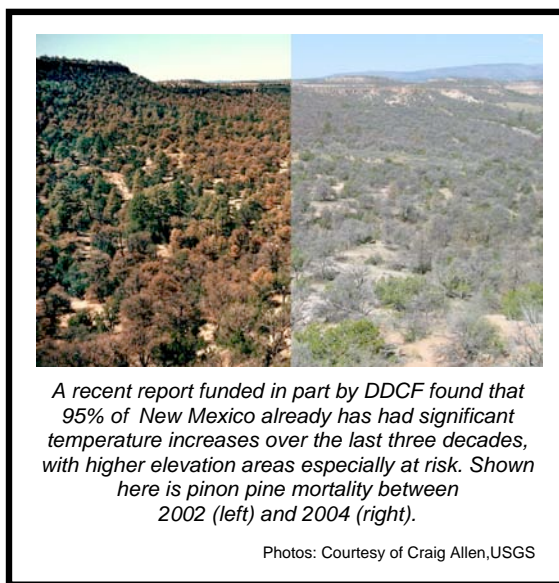 A recent report funded in part by DDCF found that
95% of New Mexico already has had significant
temperature increases over the last three decades,
with higher elevation areas especially at risk. Shown
here is pinon pine mortality between
2002 (left) and 2004 (right).
Photos: Courtesy of Craig Allen,USGS